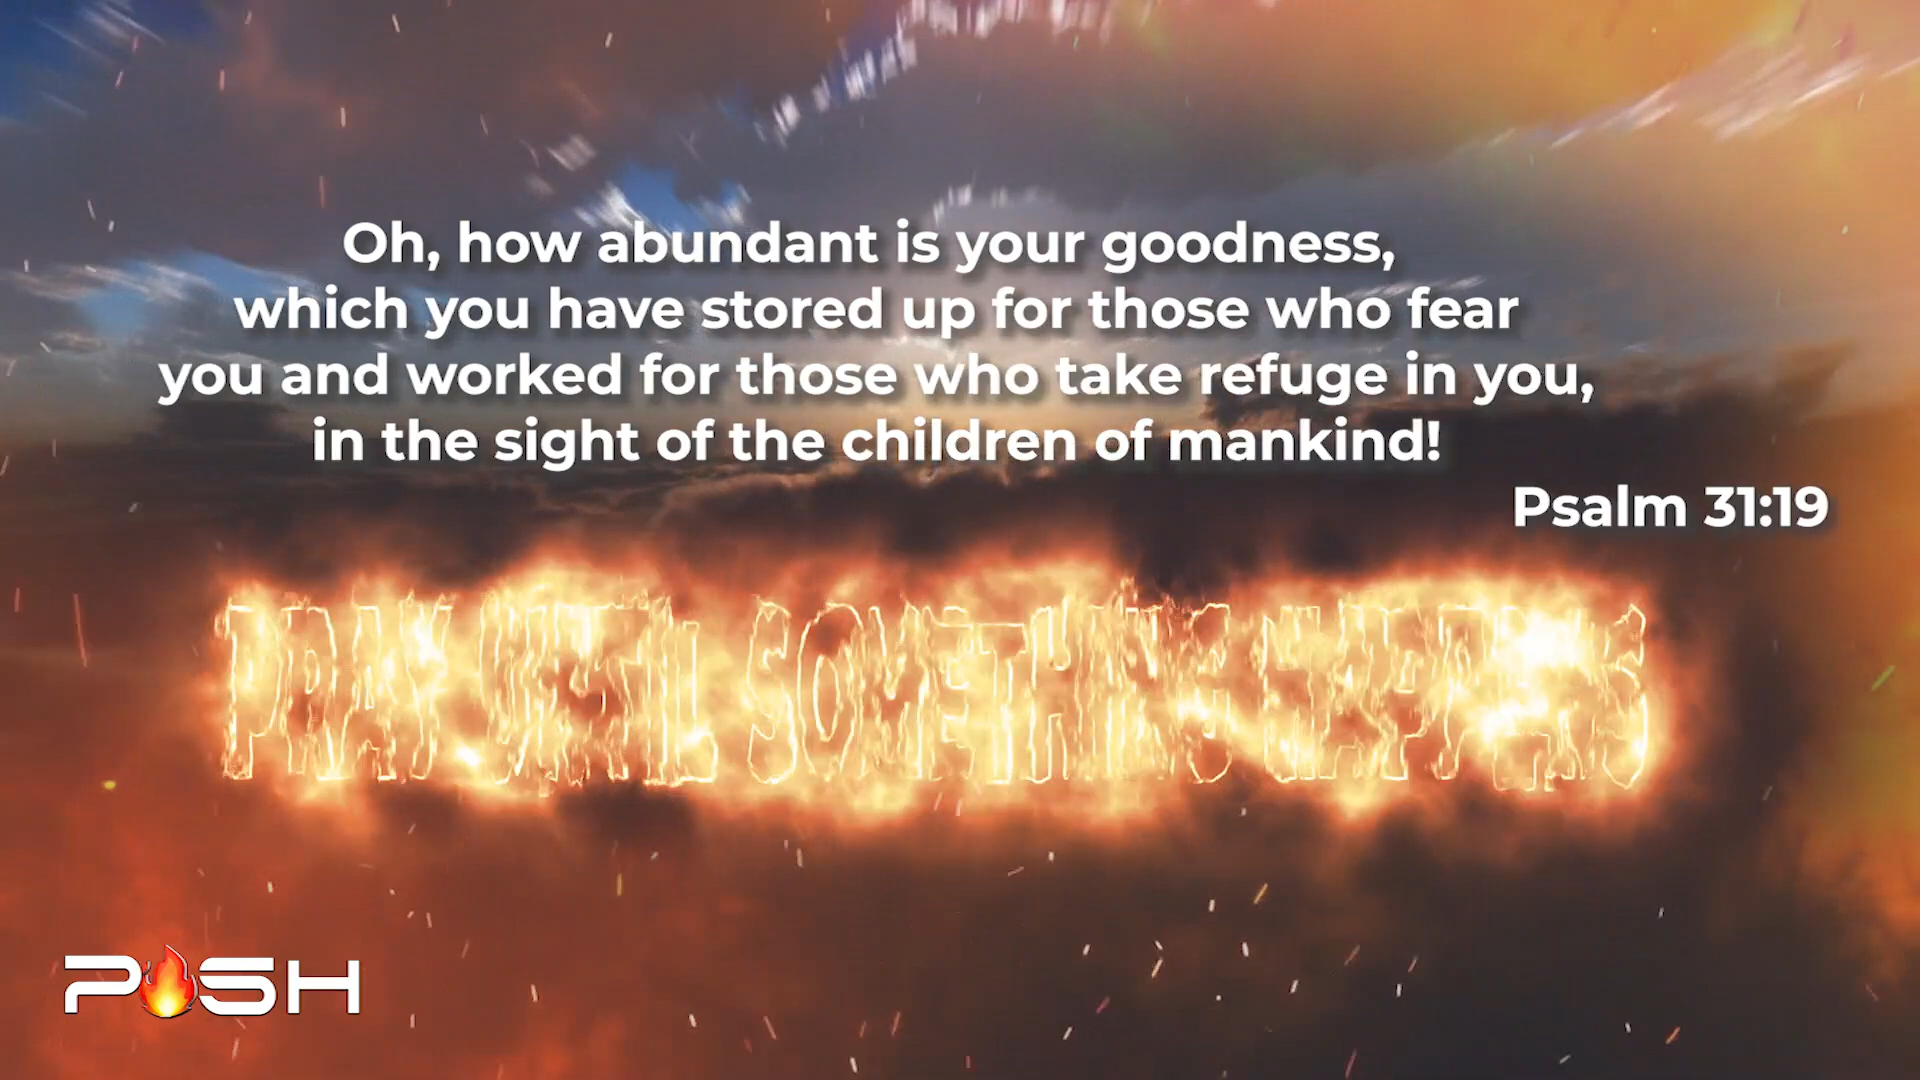 Oh, how abundant is your goodness,
which you have stored up for those who fear
you and worked for those who take refuge in you,
in the sight of the children of mankind!
Psalm 31:19
PRAY UNTIL SOMETHING HAPPENS
PUSH